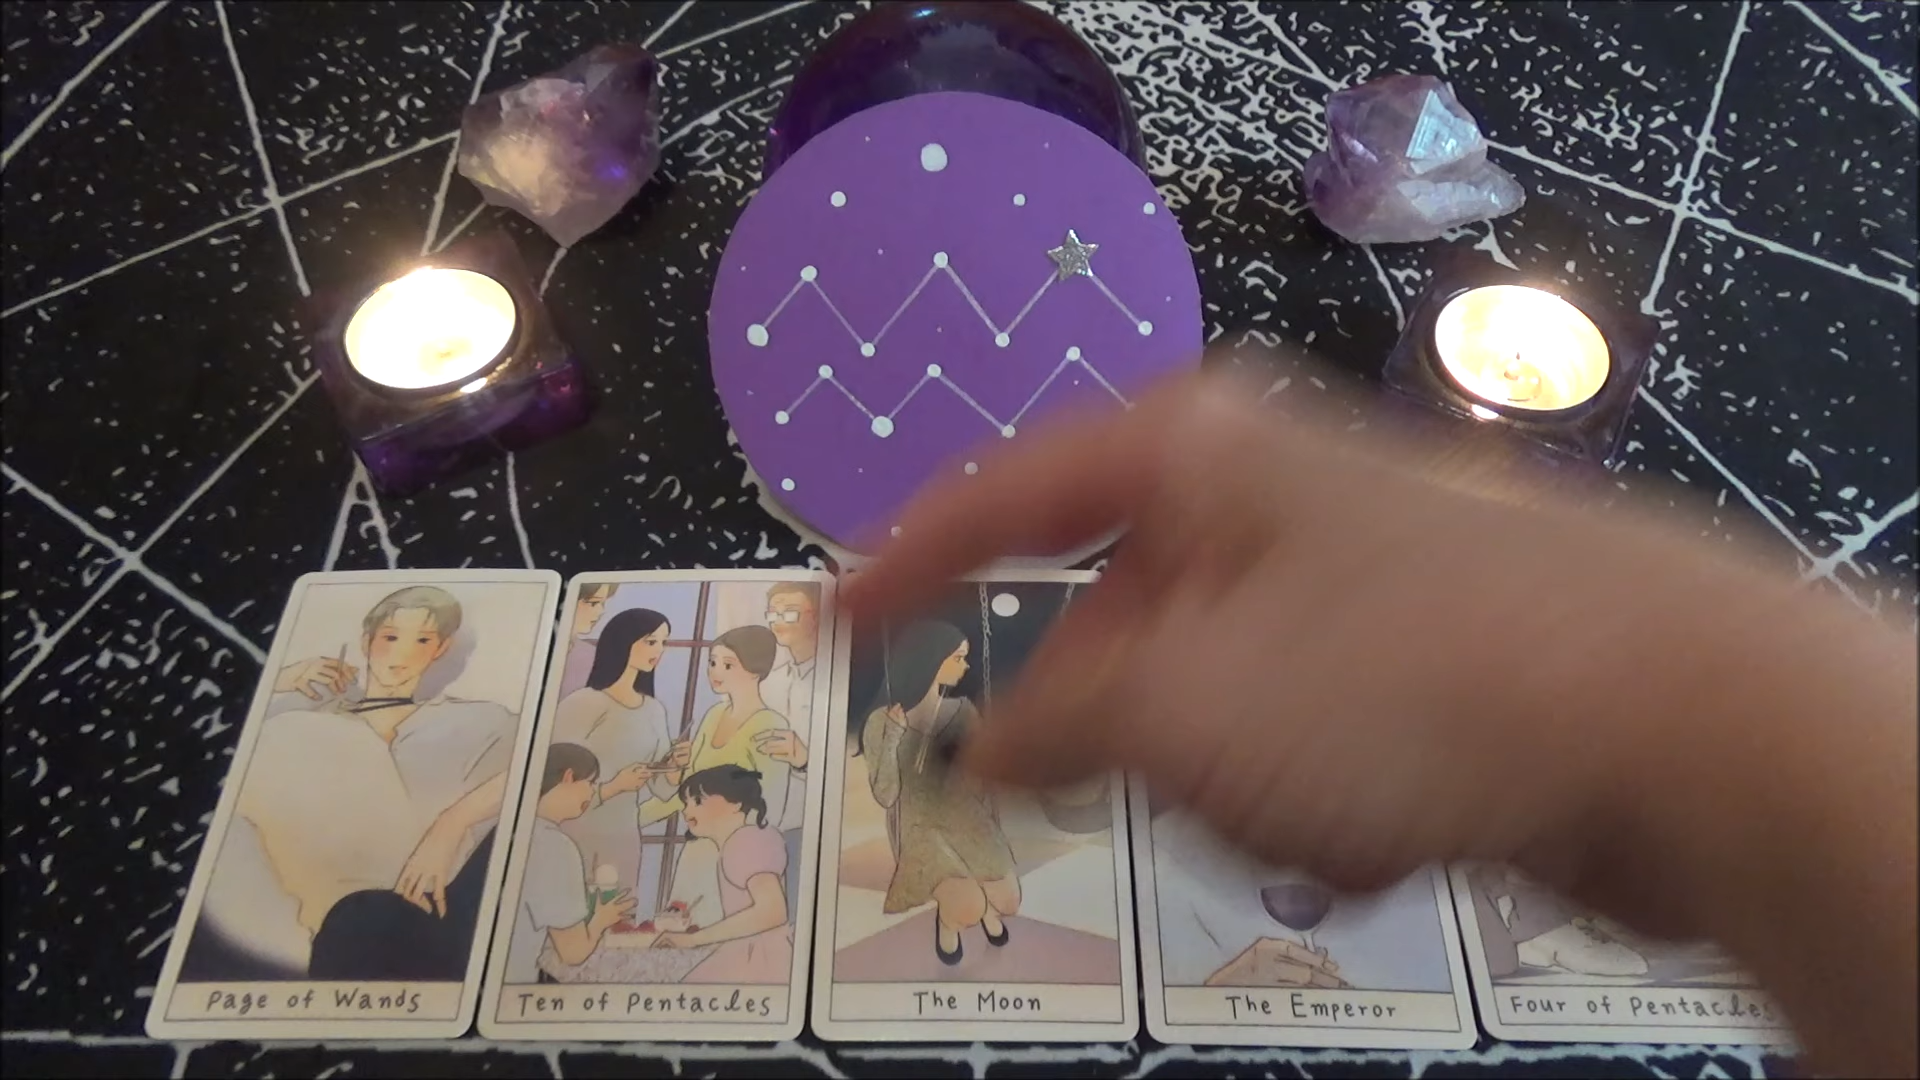 Page of Wands
Ten of Pentacles
The Moon
The Emperor
Four of Pentacles